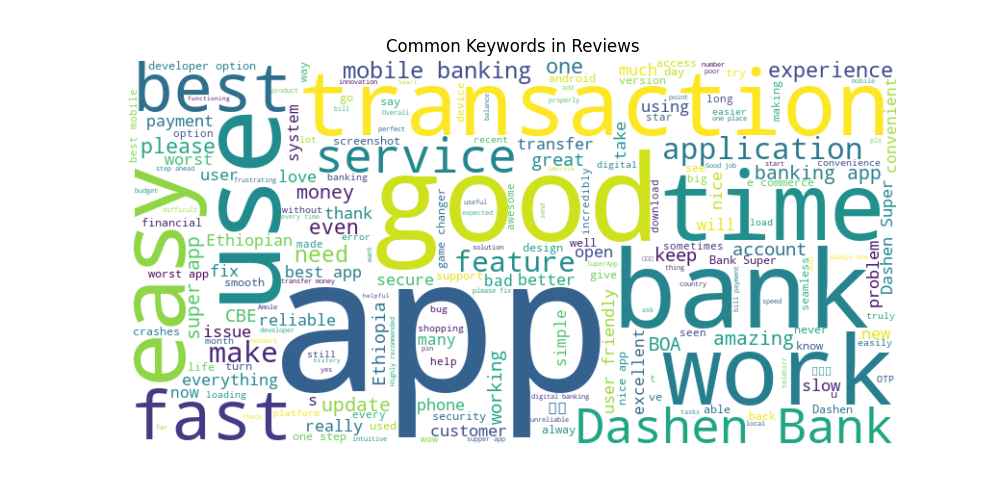 Common Keywords in Reviews
developer option
way
mobile banking
one
much
access
day
try
number
poor
experience
best
transaction
use
easy
good
time
app
bank
work
fast
Dashen Bank
service
application
feature
payment
option
please
worst
user
love
system
functioning
product
innovation
Smart
lot
go
say
bill
Overall
perfect
screenshot
device
balance
android
add
properly
recent
transfer
great
digital
take
using
star
version
point
long
easier
one place
making
mobile
convenient
pls
best mobile
step ahead
budget
frustrating
difficult
banking
money
without
every time
even
thank
financial
Ethiopian
made
need
error
want
worst app
fix
super app
best app
smooth
transfer money
secure
support
game changer
useful
expected
awesome
send
improve
incredibly
design
well
open
solution
SuperApp
bad
better
give
please fix
download
see
big
nice
Good job
start
convenience
banking app
e commerce
will
load
keep
sometimes
account
Bank Super
thing
country
bill payment
speed
seamless
always one
problem
Dashen Super
truly
new
easily
never
know
amazing
BOA
seen
ask
user friendly
simple
CBE
Amole
reliable
developer
network
crashes
issue
month
still
history
yes
make
turn
life
everything
now
loading
helpful
Ethiopia
Highly recommended
bug
shopping
many
pin
help
working
nice app
excellent
telebirr
slow
u
OTP
s
update
phone
digital banking
ve
tasks
able
back
Dashen
local
platform
every
used
security
unreliable
check
really
customer
alway
far
one step
intuitive
wow
supper app